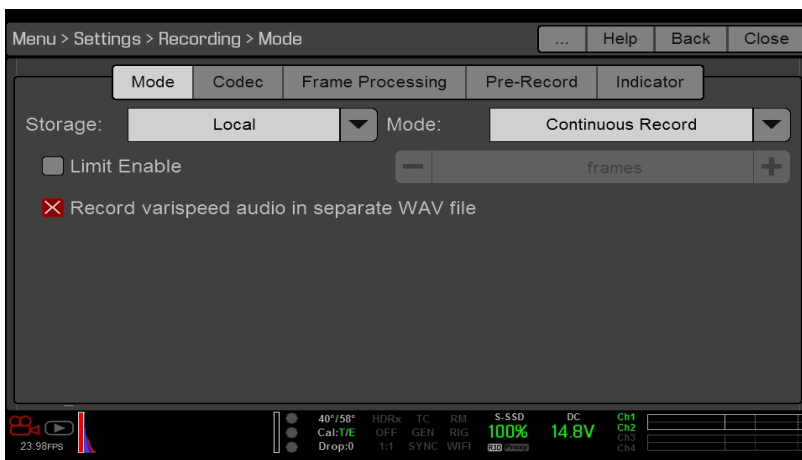 Menu > Settings > Recording > Mode ... Help Back Close
Mode Codec Frame Processing Pre-Record Indicator
Storage: Local Mode: Continuous Record
Limit Enable frames
Record varispeed audio in separate WAV file
40°/58° HDRx TC RM S-SSD DC Ch1
Cal:T/E OFF GEN RIG 100% 14.8V Ch2
Drop:0 1:1 SYNC WIFI R3D Proxy Ch3
23.98FPS Ch4